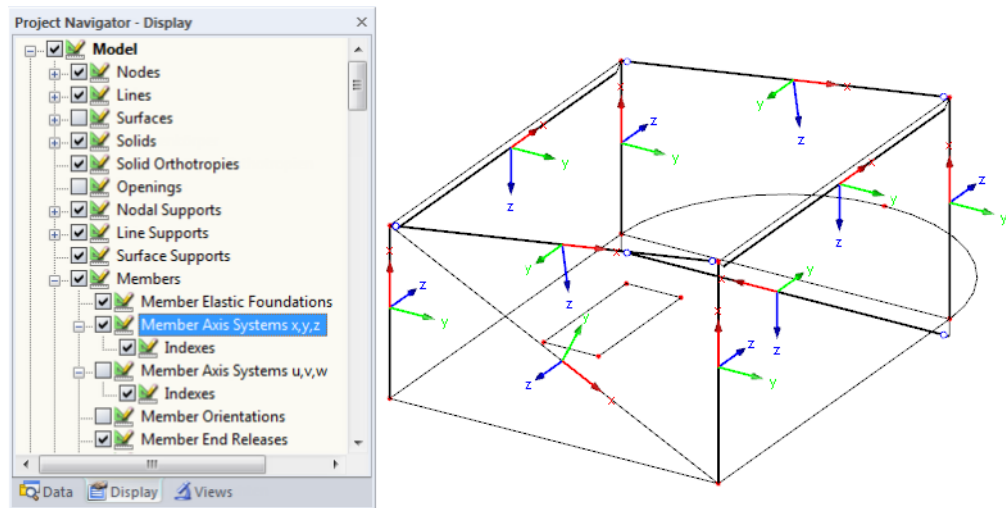 Project Navigator - Display
Model
Nodes
Lines
Surfaces
Solids
Solid Orthotropies
Openings
Nodal Supports
Line Supports
Surface Supports
Members
Member Elastic Foundations
Member Axis Systems x,y,z
Indexes
Member Axis Systems u,v,w
Indexes
Member Orientations
Member End Releases
Data Display Views
x
y
z
x
y
z
x
y
z
x
y
z
x
y
z
x
y
z
x
y
z
x
y
z
x
y
z
x
y
z